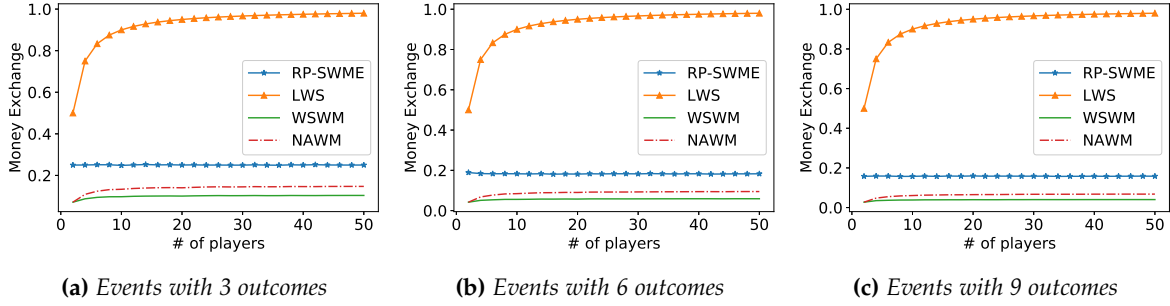 1.0
0.8
0.6
0.4
0.2
Money Exchange
RP-SWME
LWS
WSWM
NAWM
0 10 20 30 40 50
# of players
(a) Events with 3 outcomes
1.0
0.8
0.6
0.4
0.2
0.0
Money Exchange
RP-SWME
LWS
WSWM
NAWM
0 10 20 30 40 50
# of players
(b) Events with 6 outcomes
1.0
0.8
0.6
0.4
0.2
0.0
Money Exchange
RP-SWME
LWS
WSWM
NAWM
0 10 20 30 40 50
# of players
(c) Events with 9 outcomes